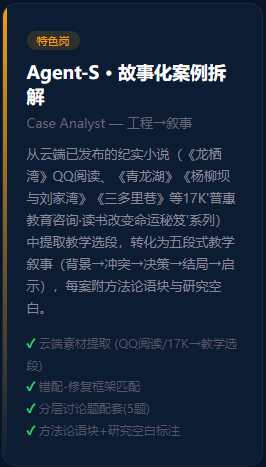 特色岗
Agent-S · 故事化案例拆
解
Case Analyst — 工程→叙事
从云端已发布的纪实小说（《龙栖
湾》QQ阅读、《青龙湖》《杨柳坝
与刘家湾》《三多里巷》等17K'普惠
教育咨询·读书改变命运秘笈'系列）
中提取教学选段，转化为五段式教学
叙事（背景→冲突→决策→结局→启
示），每案附方法论语块与研究空
白。
✓ 云端素材提取 (QQ阅读/17K→教学选
段)
✓ 错配-修复框架匹配
✓ 分层讨论题配套(5题)
✓ 方法论语块+研究空白标注